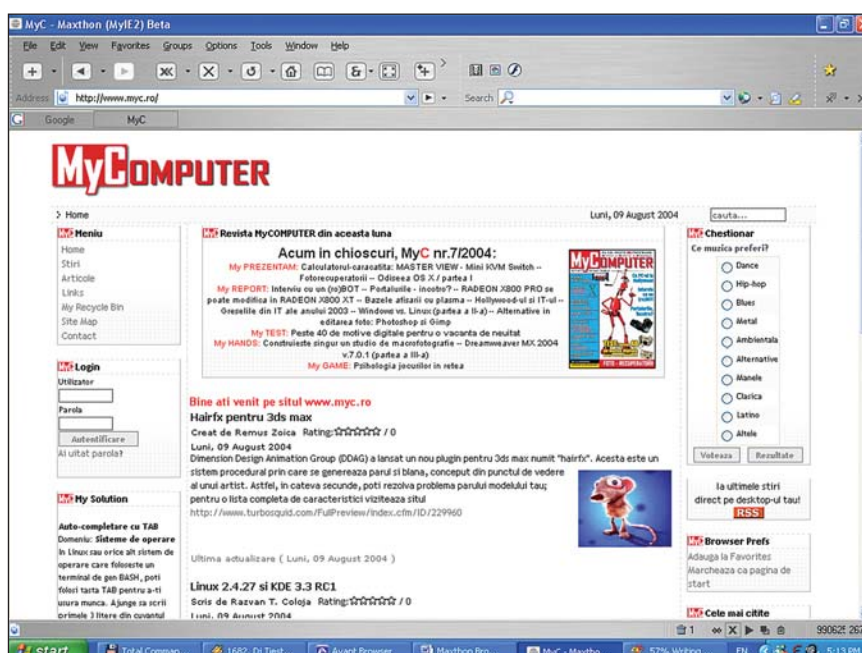 MyC - Maxthon (MyIE2) Beta
File Edit View Favorites Groups Options Tools Window Help
Address http://www.myc.ro/ Search
Google MyC
MyCOMPUTER
> Home Luni, 09 August 2004 cauta...
MyC Meniu
Home
Stiri
Articole
Links
My Recycle Bin
Site Map
Contact
MyC Login
Utilizator
Parola
Autentificare
Ai uitat parola?
MyC My Solution
Auto-completare cu TAB
Domeniu: Sisteme de operare
In Linux sau orice alt sistem de
operare care foloseste un
terminal de gen BASH, poti
folosi tasta TAB pentru a-ti
usura munca. Ajunge sa scrii
primele 3 litere din cuvantul
MyC Revista MyCOMPUTER din aceasta luna
Acum in chioscuri, MyC nr.7/2004:
My PREZENTAM: Calculatorul-caracatita: MASTER VIEW - Mini KVM Switch --
Fotorecuperatorii -- Odiseea OS X / partea I
My REPORT: Interviu cu un (ro)BOT -- Portalurile - incotro? -- RADEON X800 PRO se
poate modifica in RADEON X800 XT -- Bazele afisarii cu plasma -- Hollywood-ul si IT-ul --
Greselile din IT ale anului 2003 -- Windows vs. Linux(partea a II-a) -- Alternative in
editarea foto: Photoshop si Gimp
My TEST: Peste 40 de motive digitale pentru o vacanta de neuitat
My HANDS: Construieste singur un studio de macrofotografie -- Dreamweaver MX 2004
v.7.0.1 (partea a III-a)
My GAME: Psihologia jocurilor in retea
MyCOMPUTER
FOTO - RECUPERATORII
Bine ati venit pe situl www.myc.ro
Hairfx pentru 3ds max
Creat de Remus Zoica Rating: / 0
Luni, 09 August 2004
Dimension Design Animation Group (DDAG) a lansat un nou plugin pentru 3ds max numit "hairfx". Acesta este un
sistem procedural prin care se genereaza parul si blana, conceput din punctul de vedere
al unui artist. Astfel, in cateva secunde, poti rezolva problema parului modelului tau;
pentru o lista completa de caracteristici viziteaza situl
http://www.turbosquid.com/FullPreview/index.cfm/ID/229960
Ultima actualizare ( Luni, 09 August 2004 )
Linux 2.4.27 si KDE 3.3 RC1
Scris de Razvan T. Coloja Rating: / 0
Luni, 09 August 2004
MyC Chestionar
Ce muzica preferi?
Dance
Hip-hop
Blues
Metal
Ambientala
Alternative
Manele
Clasica
Latino
Altele
Voteaza Rezultate
Ia ultimele stiri
direct pe desktop-ul tau!
RSS
MyC Browser Prefs
Adauga la Favorites
Marcheaza ca pagina de
start
MyC Cele mai citite
1
start Total Comman... 1682. DJ Tiest... Avant Browser Maxthon Bro... MyC - Maxtho... 57% Writing... EN 5:13 PM